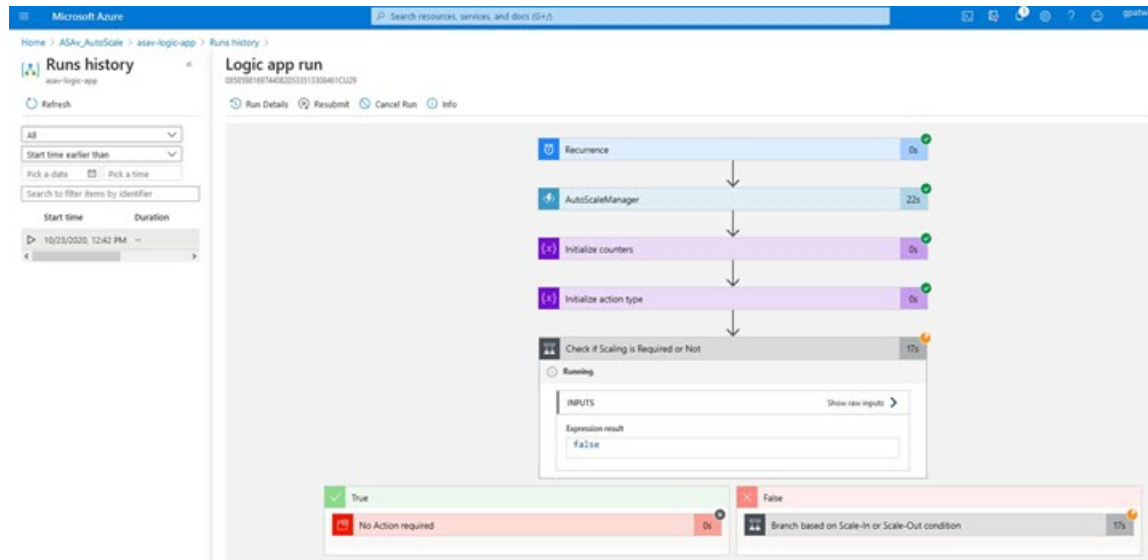 Microsoft Azure
Search resources, services, and docs (G+/)
Home > ASAv_AutoScale > asav-logic-app > Runs history >
Runs history
asav-logic-app
Refresh
All
Start time earlier than
Pick a date
Pick a time
Search to filter items by identifier
Start time Duration
10/23/2020, 12:42 PM --
Logic app run
Run Details Resubmit Cancel Run Info
Recurrence 0s
AutoScaleManager 22s
{x} Initialize counters 0s
{x} Initialize action type 0s
Check if Scaling is Required or Not 17s
Running.
INPUTS Show raw inputs
Expression result
false
True
No Action required 0s
False
Branch based on Scale-In or Scale-Out condition 17s